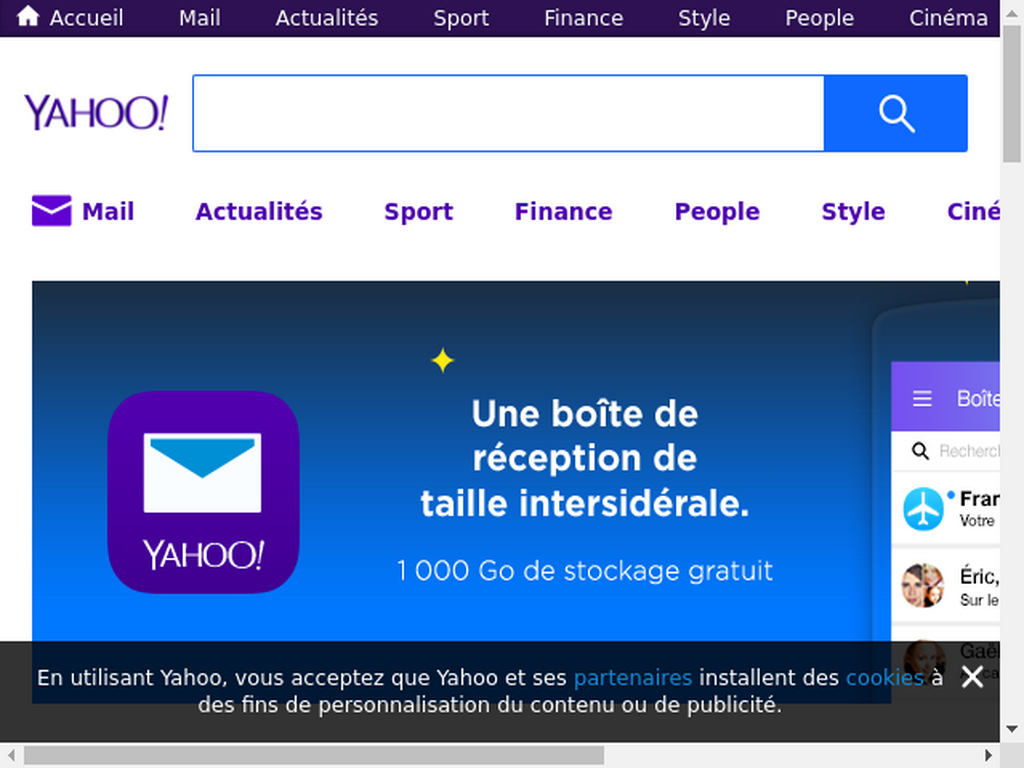 Accueil Mail Actualités Sport Finance Style People Cinéma
YAHOO!
Mail Actualités Sport Finance People Style Ciné
Une boîte de
réception de
taille intersidérale.
1 000 Go de stockage gratuit
YAHOO!
Boîte
Recherch
Fran
Votre
Éric,
Sur le
Gaël
En utilisant Yahoo, vous acceptez que Yahoo et ses partenaires installent des cookies à
des fins de personnalisation du contenu ou de publicité.